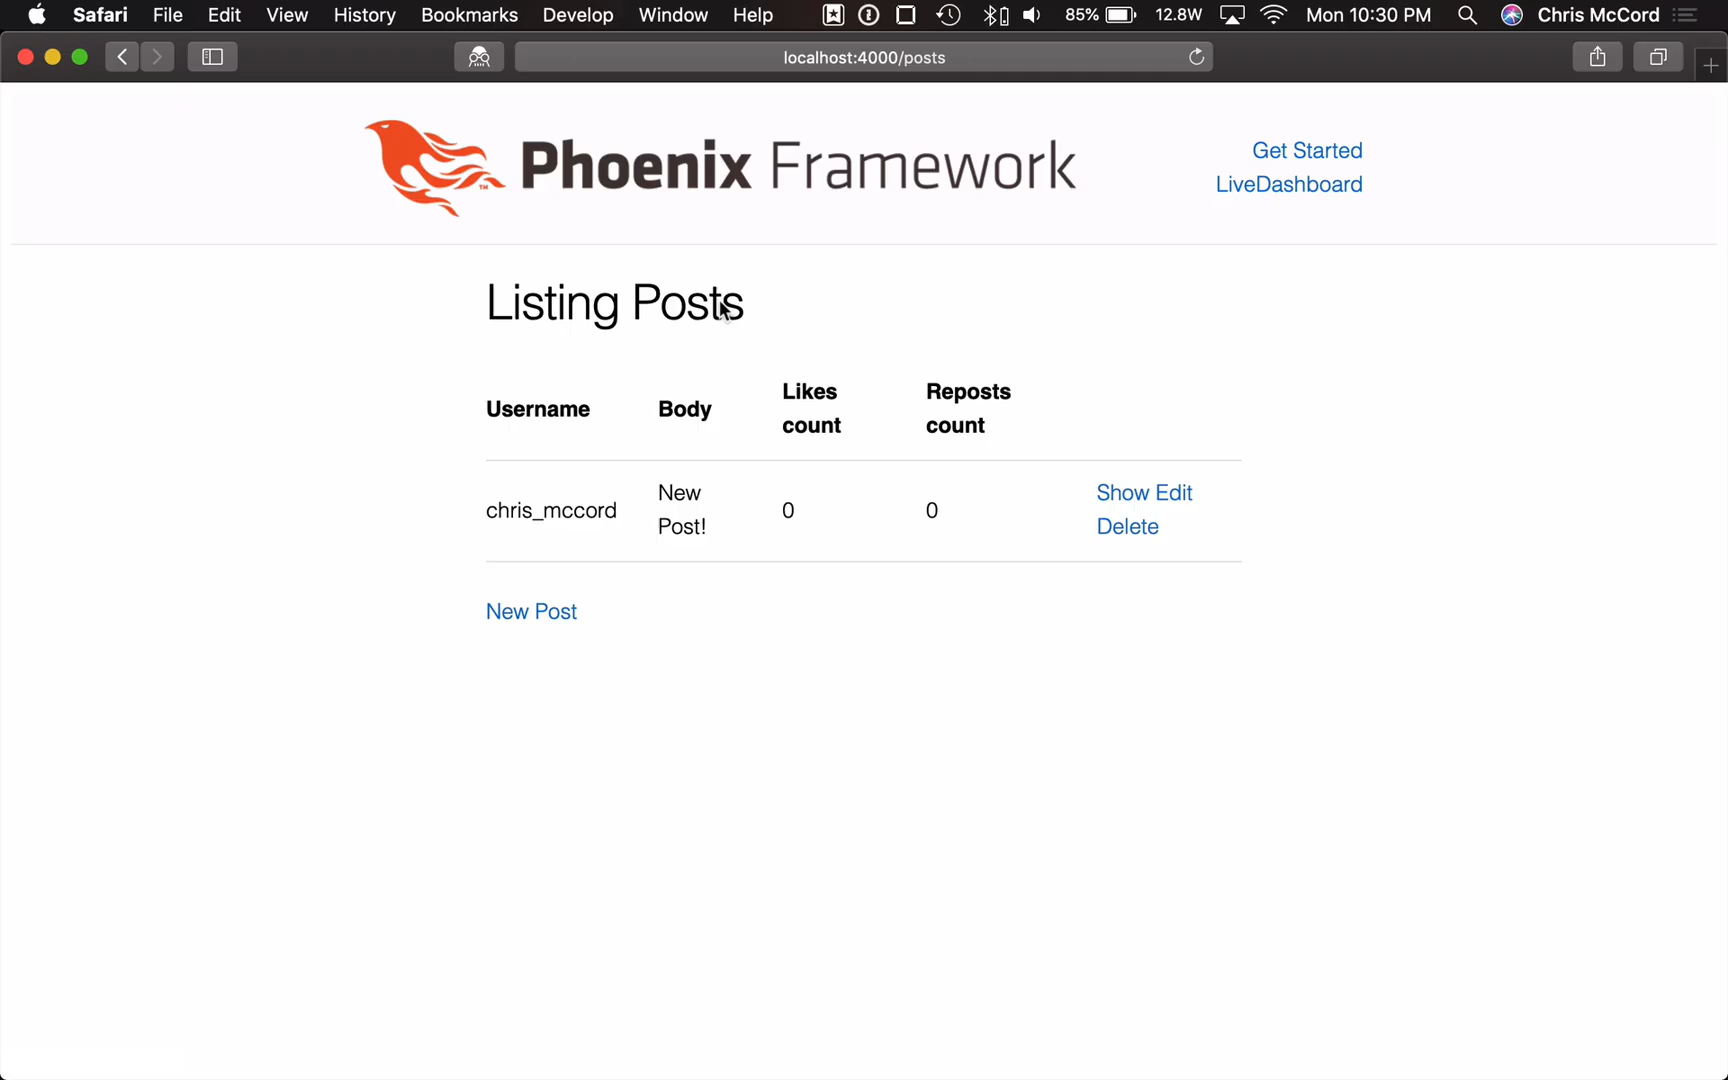 Safari File Edit View History Bookmarks Develop Window Help 85% 12.8W Mon 10:30 PM Chris McCord
localhost:4000/posts
Phoenix Framework
TM
Get Started
LiveDashboard
Listing Posts
Username Body Likes count Reposts count
chris_mccord New Post! 0 0 Show Edit Delete
New Post